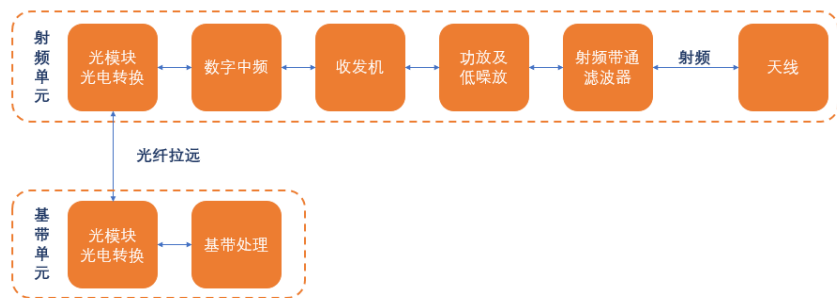 射频单元
光模块
光电转换
数字中频
收发机
功放及
低噪放
射频带通
滤波器
射频
天线
光纤拉远
基带单元
光模块
光电转换
基带处理